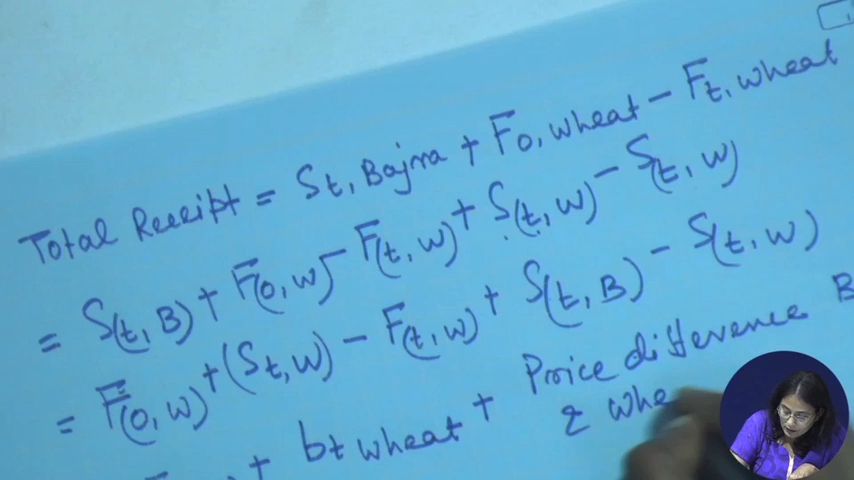 Total Receipt = St, Bajra + F0, wheat - Ft, wheat
= S(t, B) + F(0, W) - F(t, W) + S(t, W) - S(t, W)
= F(0, W) + (St, W) - F(t, W) + S(t, B) - S(t, W)
+ bt wheat + Price difference B
& whe